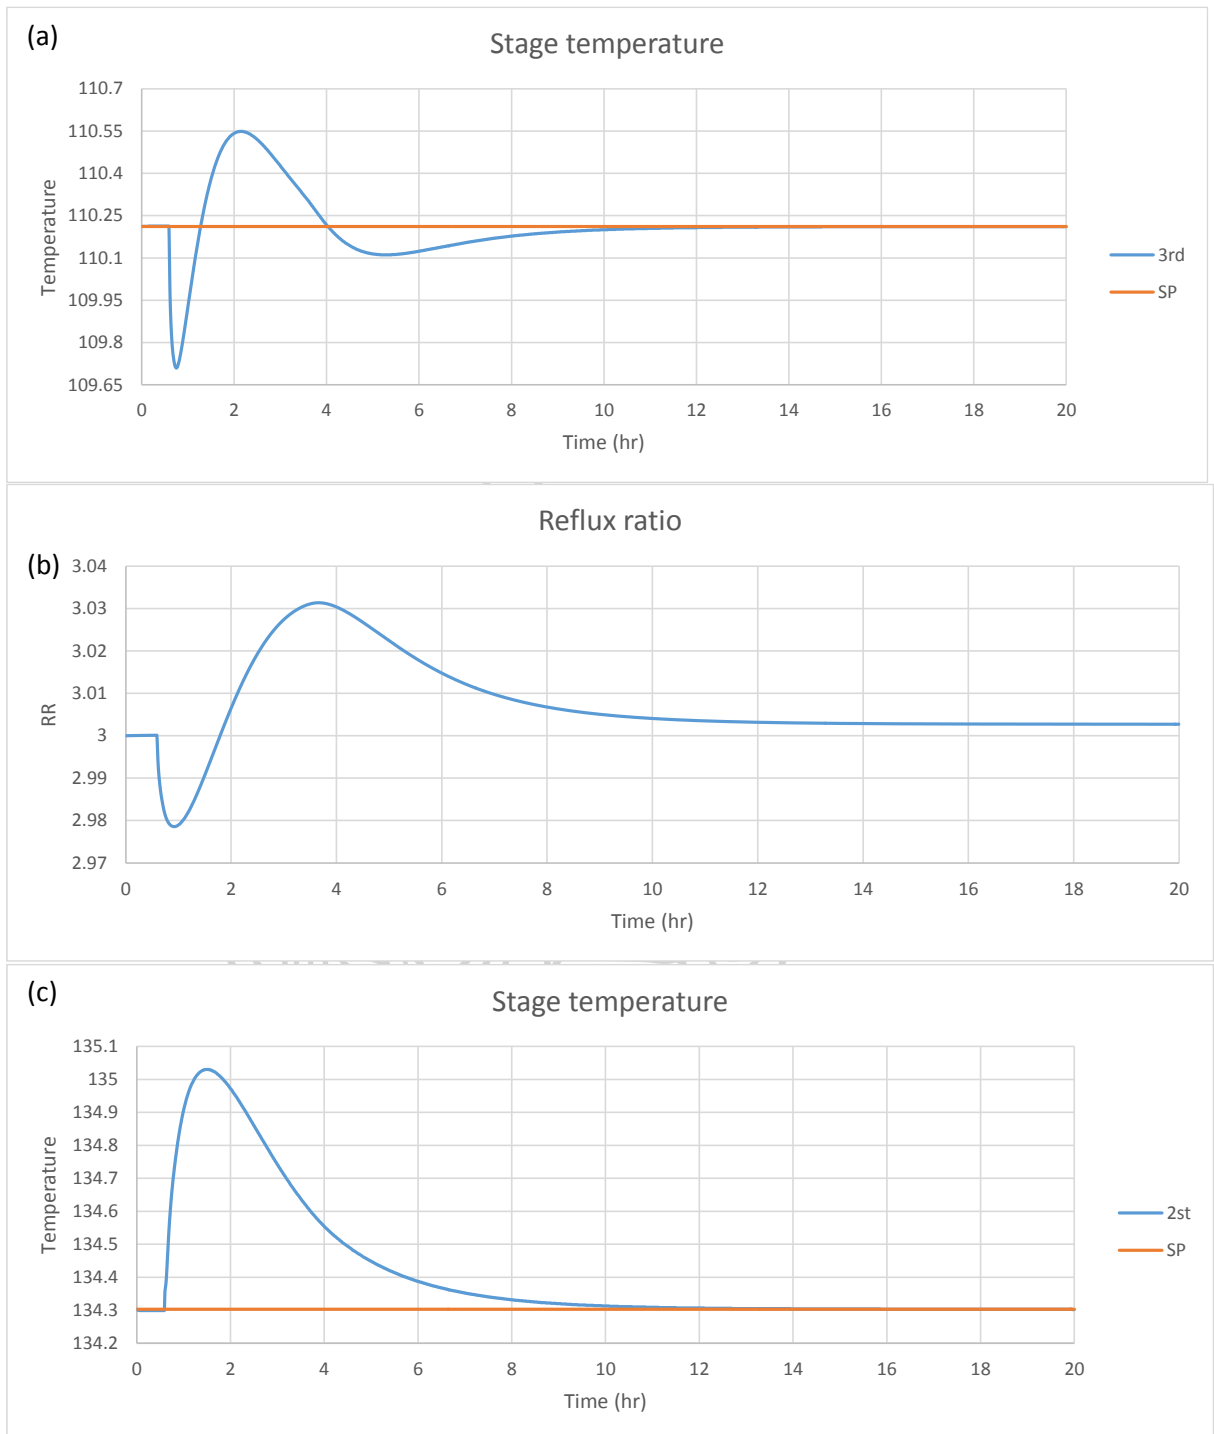 (a)
Stage temperature
110.7
110.55
110.4
110.25
110.1
109.95
109.8
109.65
Temperature
0 2 4 6 8 10 12 14 16 18 20
Time (hr)
3rd
SP
Reflux ratio
(b)
3.04
3.03
3.02
3.01
3
2.99
2.98
2.97
RR
0 2 4 6 8 10 12 14 16 18 20
Time (hr)
(c)
Stage temperature
135.1
135
134.9
134.8
134.7
134.6
134.5
134.4
134.3
134.2
Temperature
0 2 4 6 8 10 12 14 16 18 20
Time (hr)
2st
SP